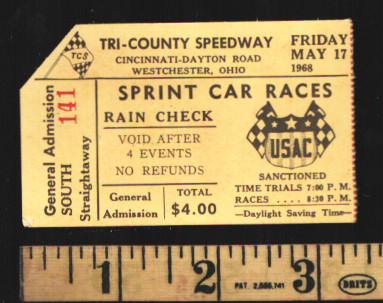 TCS
TRI-COUNTY SPEEDWAY
CINCINNATI-DAYTON ROAD
WESTCHESTER, OHIO
FRIDAY
MAY 17
1968
General Admission
141
SOUTH
Straightaway
SPRINT CAR RACES
RAIN CHECK
VOID AFTER
4 EVENTS
NO REFUNDS
General
Admission
TOTAL
$4.00
USAC
SANCTIONED
TIME TRIALS 7:00 P. M.
RACES .... 8:30 P. M.
—Daylight Saving Time—
1 2 3
PAT. 2,555,741
DRITZ